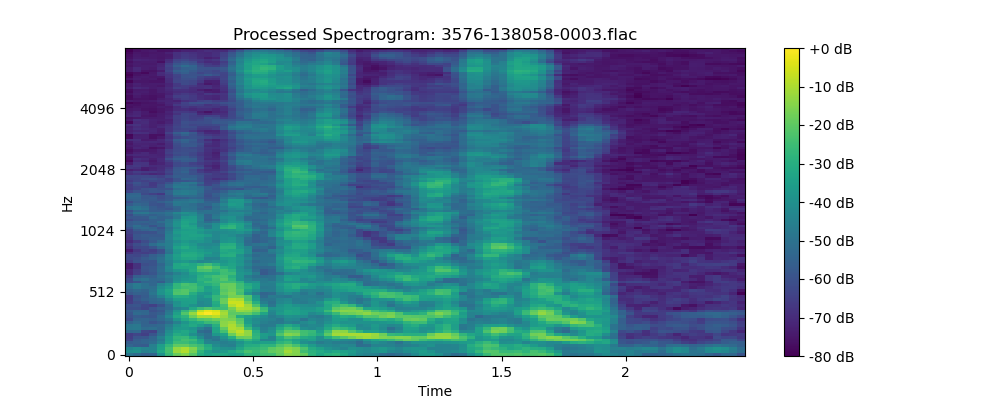 Processed Spectrogram: 3576-138058-0003.flac
+0 dB
-10 dB
4096
-20 dB
2048
-30 dB
Hz
-40 dB
1024
-50 dB
512
-60 dB
-70 dB
0
-80 dB
0 0.5 1 1.5 2
Time